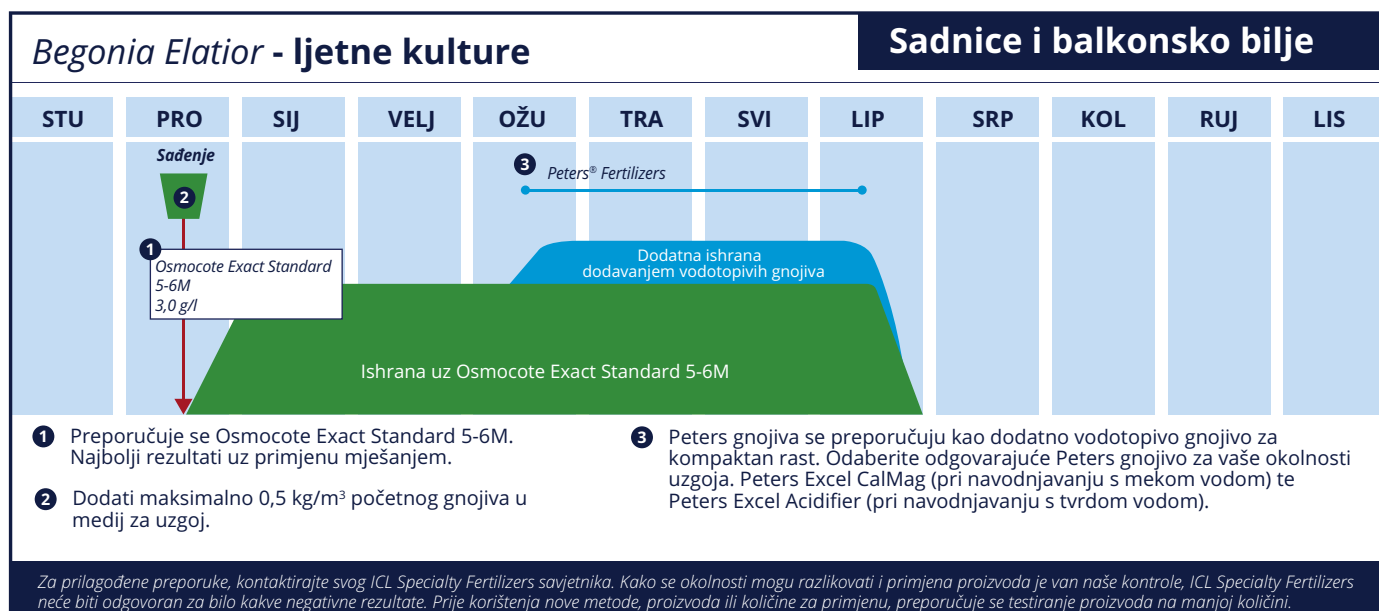 Begonia Elatior - ljetne kulture
Sadnice i balkonsko bilje
STU PRO SIJ VELJ OŽU TRA SVI LIP SRP KOL RUJ LIS
Sađenje
2
3 Peters® Fertilizers
1
Osmocote Exact Standard
5-6M
3,0 g/l
Dodatna ishrana
dodavanjem vodotopivih gnojiva
Ishrana uz Osmocote Exact Standard 5-6M
1 Preporučuje se Osmocote Exact Standard 5-6M.
Najbolji rezultati uz primjenu mješanjem.
2 Dodati maksimalno 0,5 kg/m³ početnog gnojiva u
medij za uzgoj.
3 Peters gnojiva se preporučuju kao dodatno vodotopivo gnojivo za
kompaktan rast. Odaberite odgovarajuće Peters gnojivo za vaše okolnosti
uzgoja. Peters Excel CalMag (pri navodnjavanju s mekom vodom) te
Peters Excel Acidifier (pri navodnjavanju s tvrdom vodom).
Za prilagođene preporuke, kontaktirajte svog ICL Specialty Fertilizers savjetnika. Kako se okolnosti mogu razlikovati i primjena proizvoda je van naše kontrole, ICL Specialty Fertilizers
neće biti odgovoran za bilo kakve negativne rezultate. Prije korištenja nove metode, proizvoda ili količine za primjenu, preporučuje se testiranje proizvoda na manjoj količini.